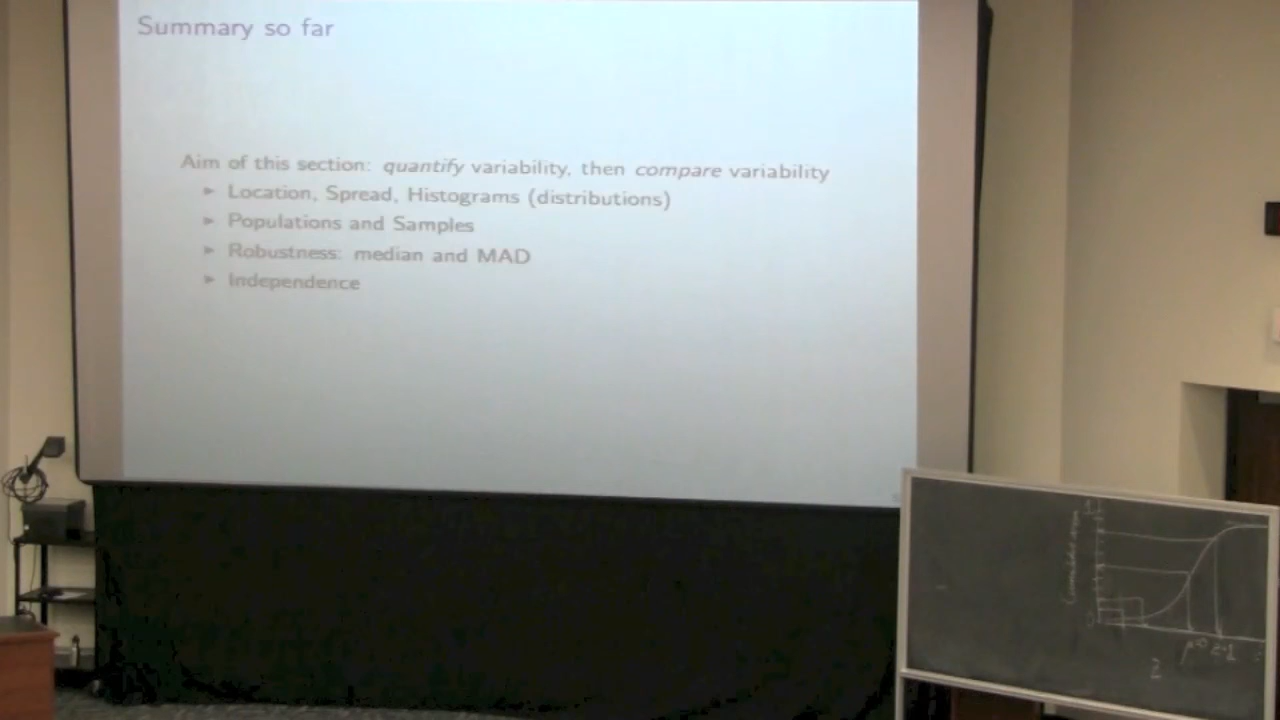 Summary so far
Aim of this section: quantify variability, then compare variability
► Location, Spread, Histograms (distributions)
► Populations and Samples
► Robustness: median and MAD
► Independence